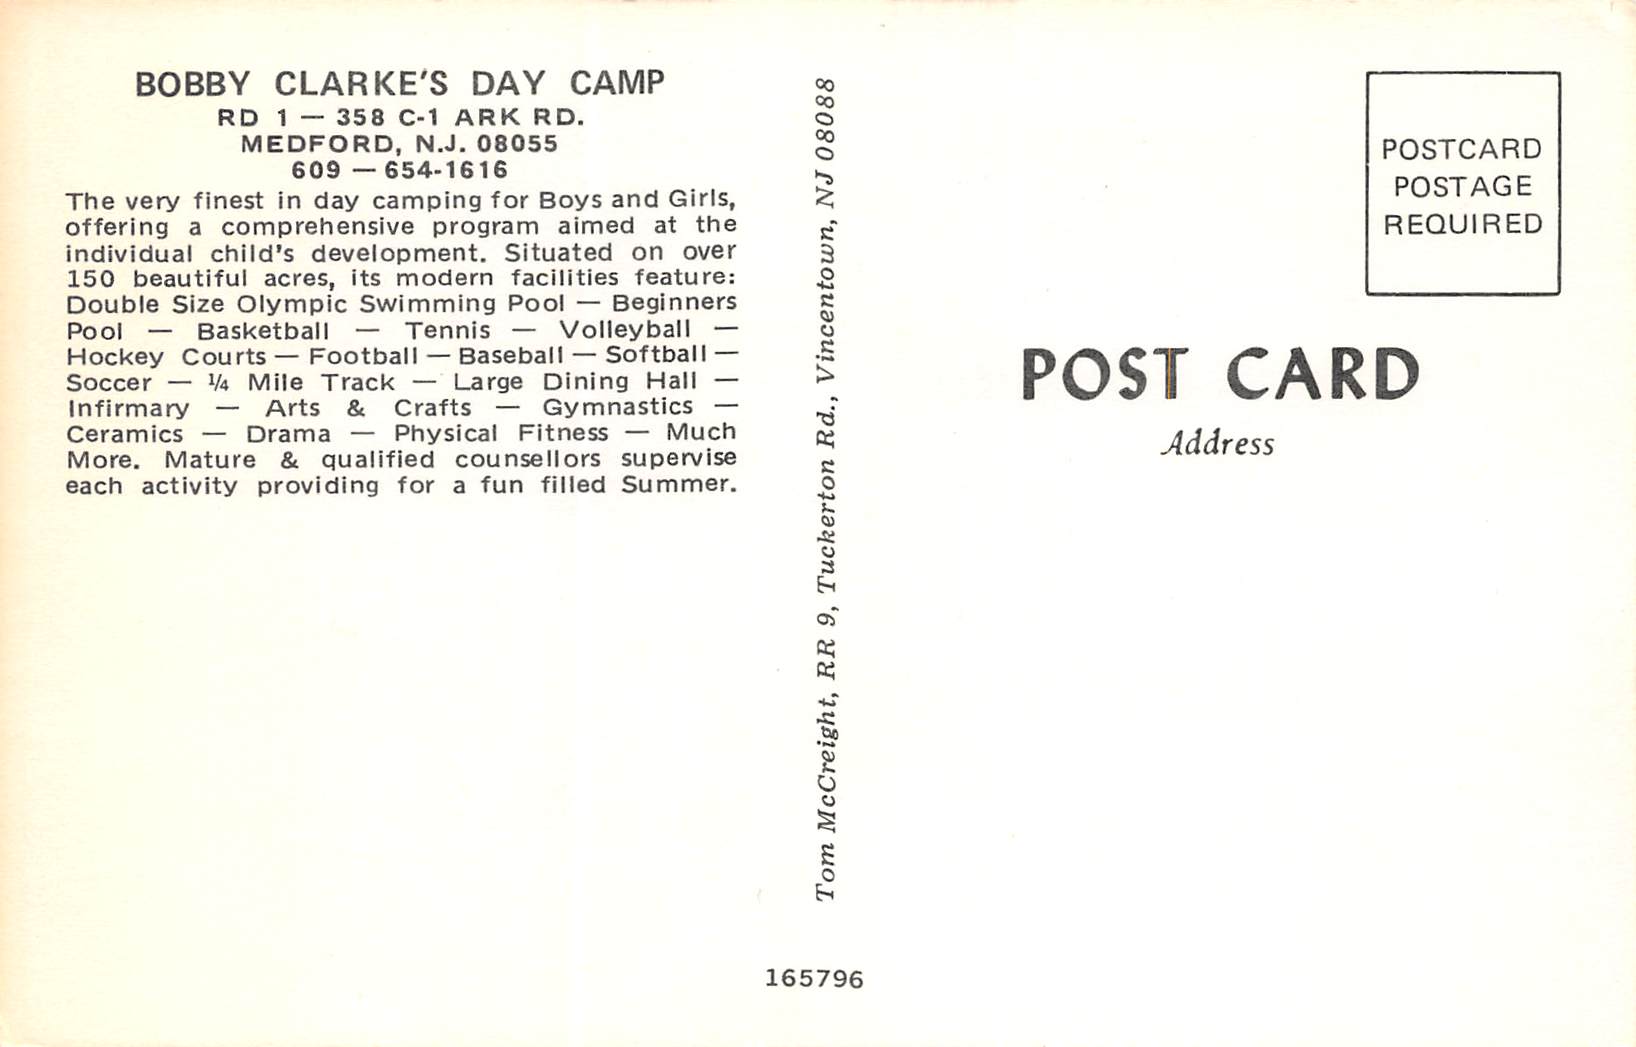 BOBBY CLARKE'S DAY CAMP
RD 1 — 358 C-1 ARK RD.
MEDFORD, N.J. 08055
609 — 654-1616
The very finest in day camping for Boys and Girls,
offering a comprehensive program aimed at the
individual child's development. Situated on over
150 beautiful acres, its modern facilities feature:
Double Size Olympic Swimming Pool — Beginners
Pool — Basketball — Tennis — Volleyball —
Hockey Courts — Football — Baseball — Softball —
Soccer — ¼ Mile Track — Large Dining Hall —
Infirmary — Arts & Crafts — Gymnastics —
Ceramics — Drama — Physical Fitness — Much
More. Mature & qualified counsellors supervise
each activity providing for a fun filled Summer.
Tom McCreight, RR 9, Tuckerton Rd., Vincentown, NJ 08088
165796
POSTCARD
POSTAGE
REQUIRED
POST CARD
Address